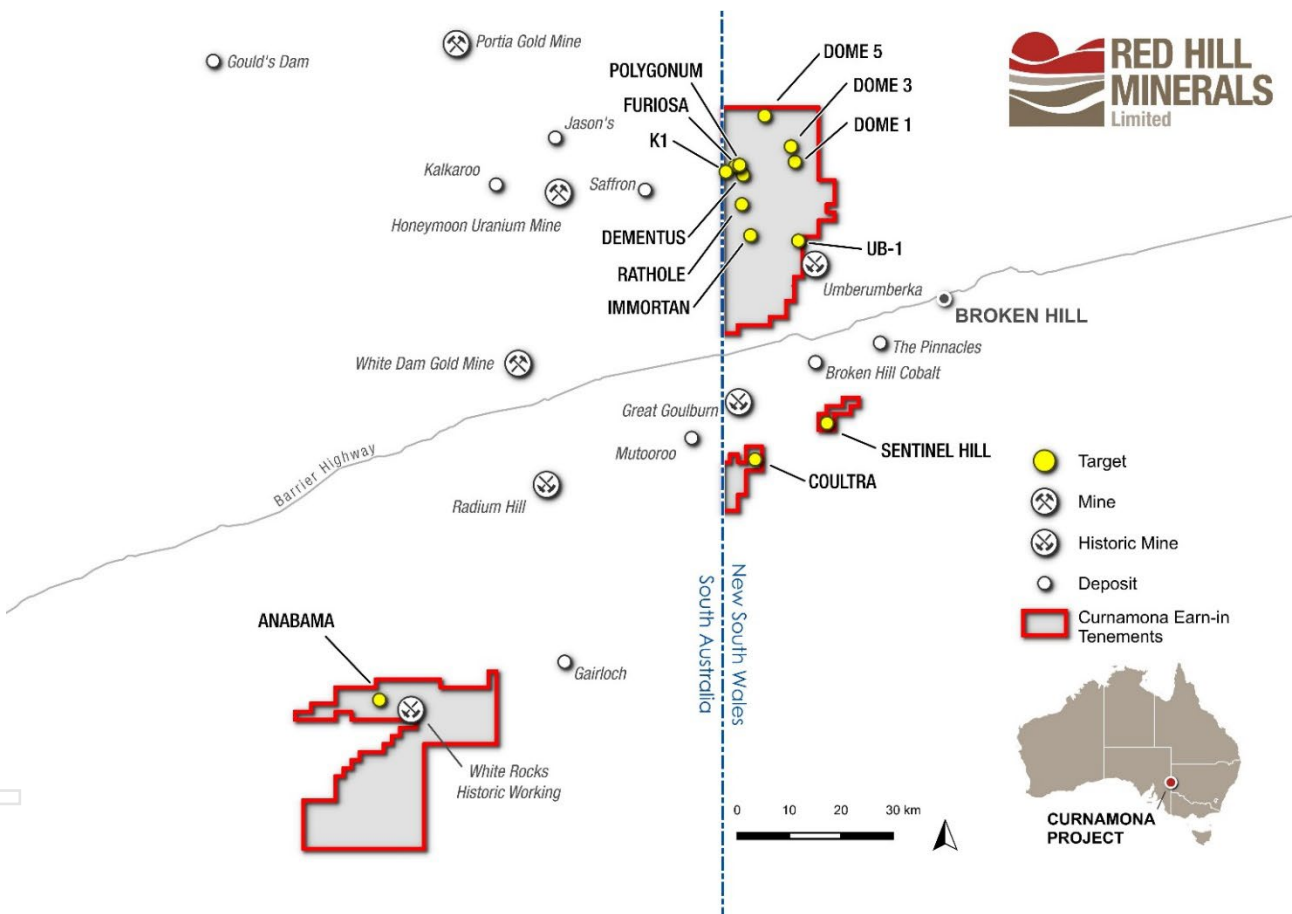 Gould's Dam
Portia Gold Mine
DOME 5
RED HILL
MINERALS
Limited
POLYGONUM
DOME 3
FURIOSA
DOME 1
Jason's
K1
Kalkaroo
Saffron
Honeymoon Uranium Mine
DEMENTUS
RATHOLE
UB-1
IMMORTAN
Umberumberka
BROKEN HILL
The Pinnacles
White Dam Gold Mine
Broken Hill Cobalt
Great Goulburn
Mutooroo
SENTINEL HILL
COULTRA
Barrier Highway
Radium Hill
South Australia
New South Wales
Target
Mine
Historic Mine
Deposit
Curnamona Earn-in
Tenements
ANABAMA
Gairloch
White Rocks
Historic Working
0 10 20 30 km
CURNAMONA
PROJECT